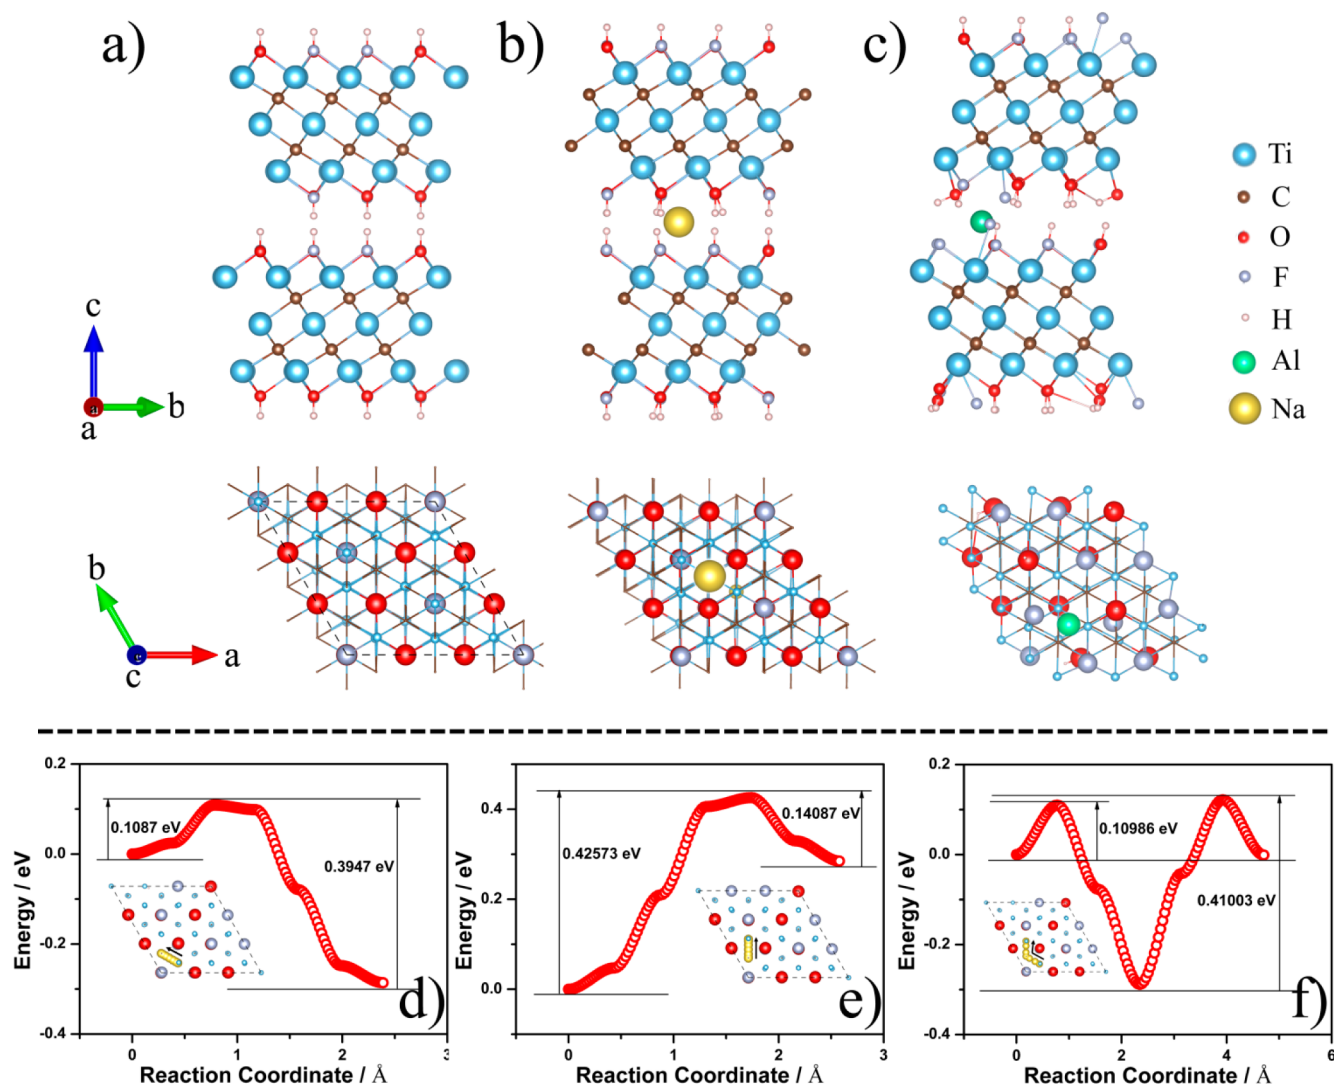 a)
b)
c)
Ti
C
O
F
H
Al
Na
c
b
a
a
b
a
c
c
0.2
0.0
-0.2
-0.4
Energy / eV
0.1087 eV
0.3947 eV
d)
0 1 2 3
Reaction Coordinate / Å
0.4
0.2
0.0
Energy / eV
0.42573 eV
0.14087 eV
e)
0 1 2 3
Reaction Coordinate / Å
0.2
0.0
-0.2
-0.4
Energy / eV
0.10986 eV
0.41003 eV
f)
0 2 4 6
Reaction Coordinate / Å